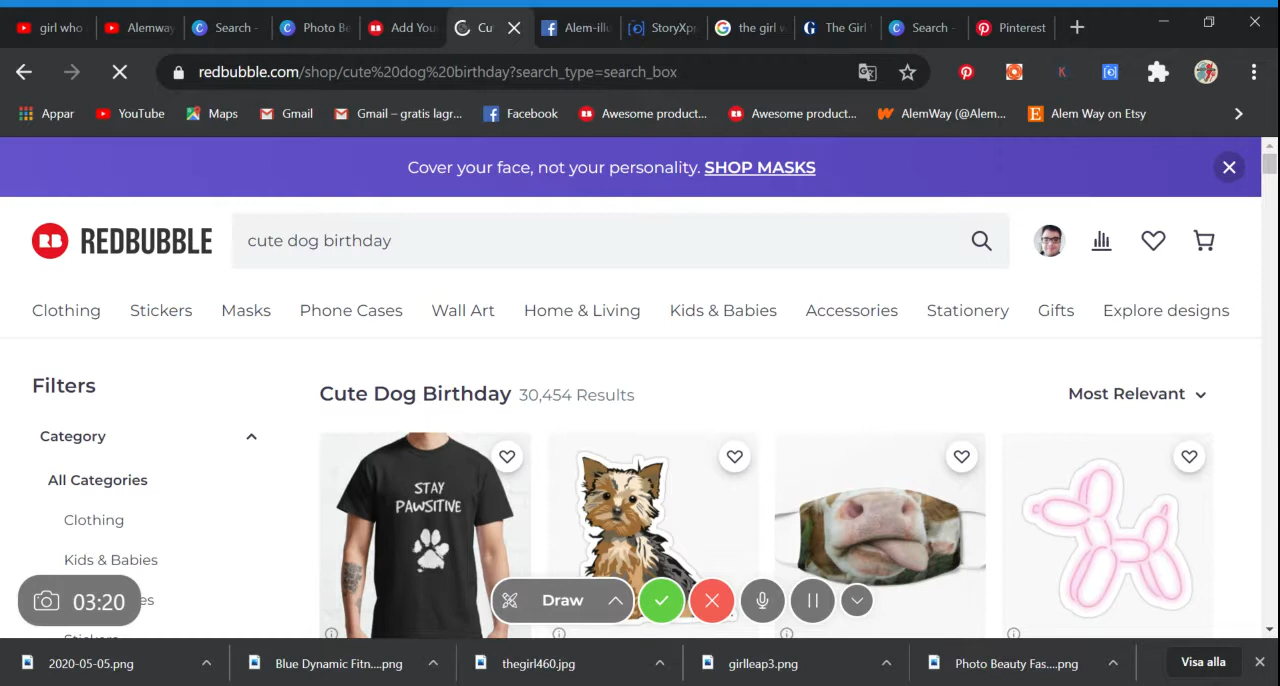 girl who
Alemway
Search -
Photo Be
Add You
Cu
Alem-illu
StoryXpr
the girl w
The Girl
Search -
Pinterest
redbubble.com/shop/cute%20dog%20birthday?search_type=search_box
Appar
YouTube
Maps
Gmail
Gmail – gratis lagr...
Facebook
Awesome product...
Awesome product...
AlemWay (@Alem...
Alem Way on Etsy
Cover your face, not your personality. SHOP MASKS
RB REDBUBBLE
cute dog birthday
Clothing Stickers Masks Phone Cases Wall Art Home & Living Kids & Babies Accessories Stationery Gifts Explore designs
Filters
Cute Dog Birthday 30,454 Results
Most Relevant
Category
All Categories
Clothing
Kids & Babies
STAY
PAWSITIVE
03:20
Draw
2020-05-05.png
Blue Dynamic Fitn....png
thegirl460.jpg
girlleap3.png
Photo Beauty Fas....png
Visa alla